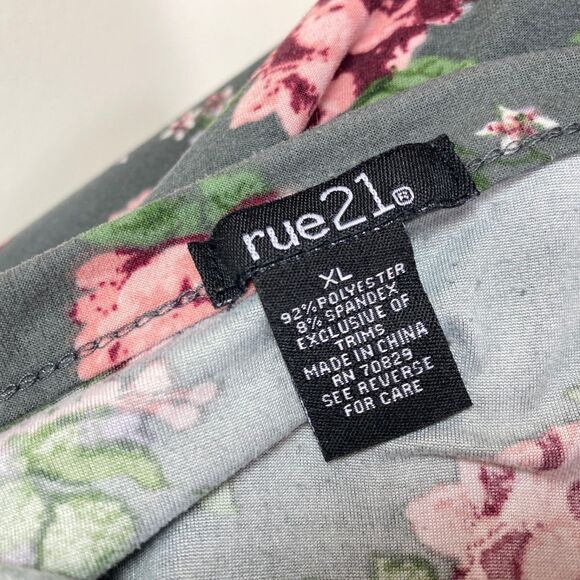 rue21®
XL
92% POLYESTER
8% SPANDEX
EXCLUSIVE OF
TRIMS
MADE IN CHINA
RN 70829
SEE REVERSE
FOR CARE